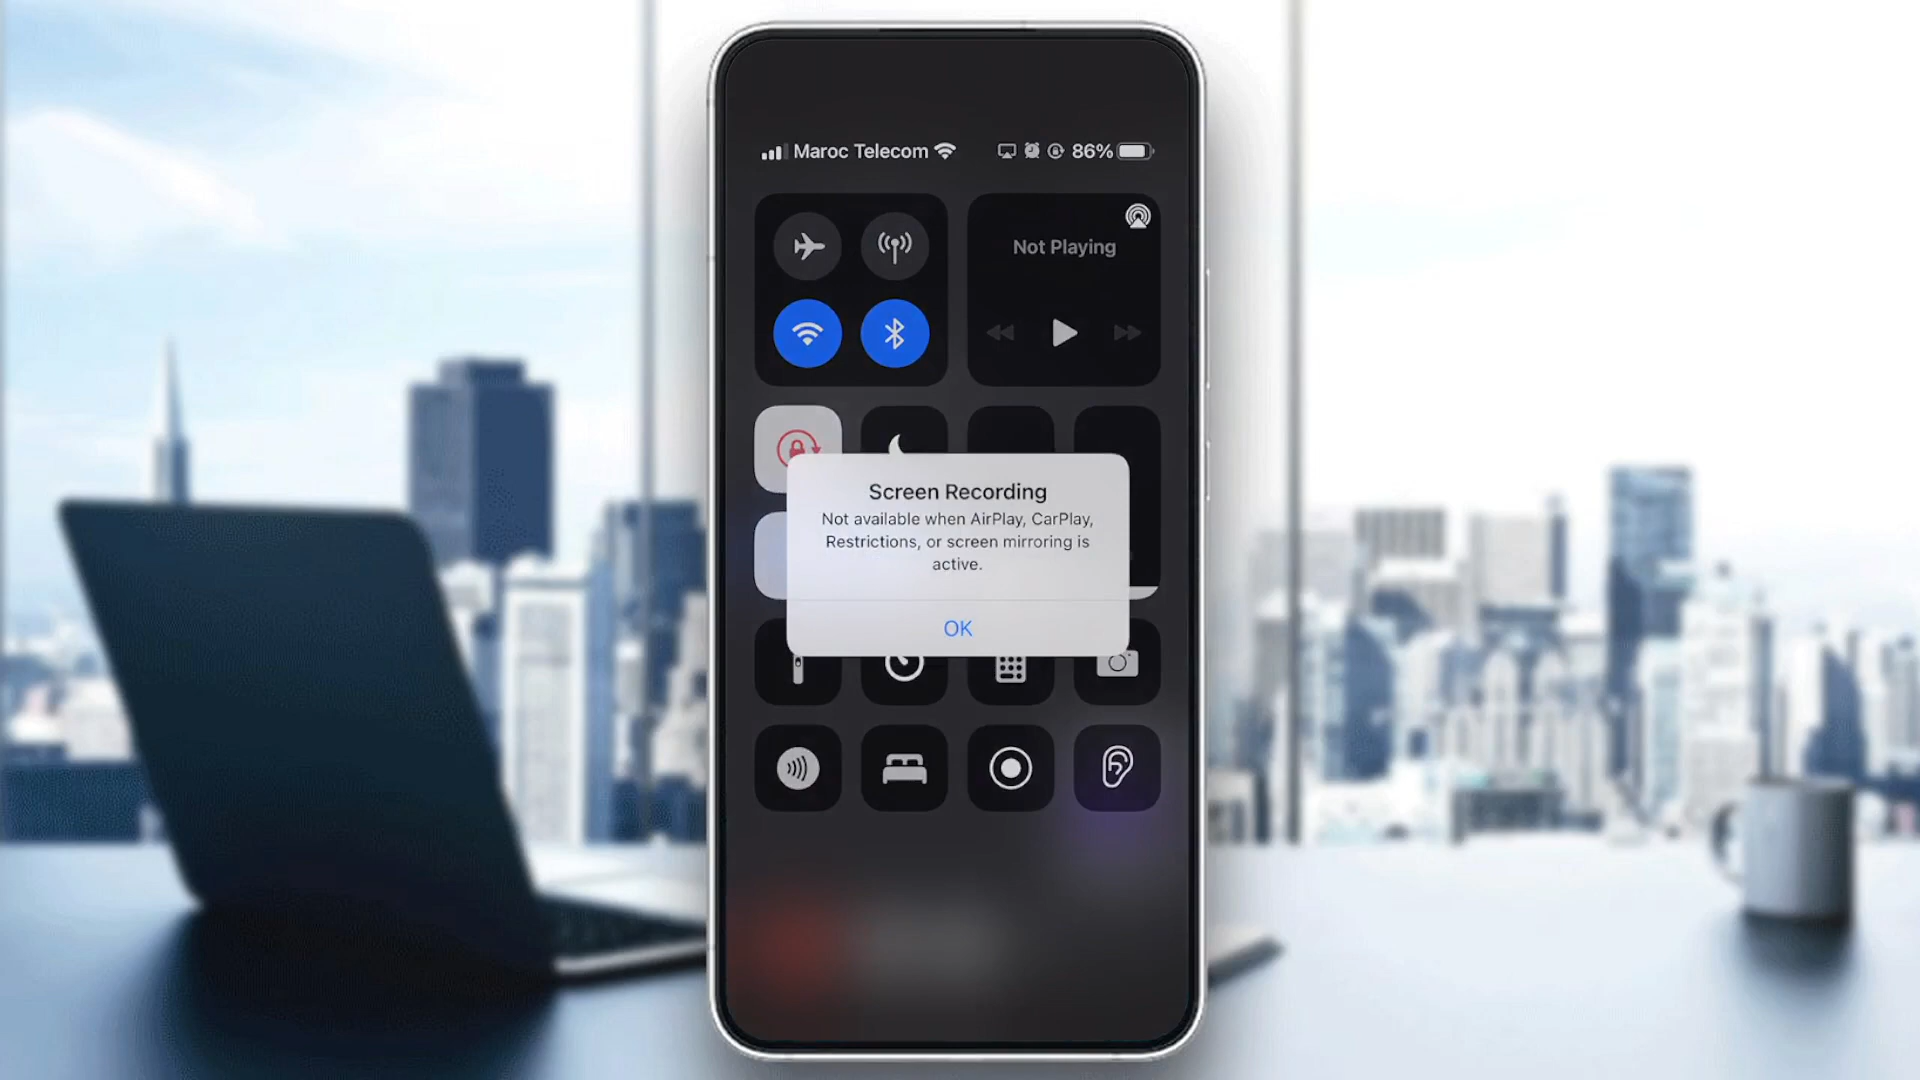 Maroc Telecom 86%
Not Playing
Screen Recording
Not available when AirPlay, CarPlay,
Restrictions, or screen mirroring is
active.
OK